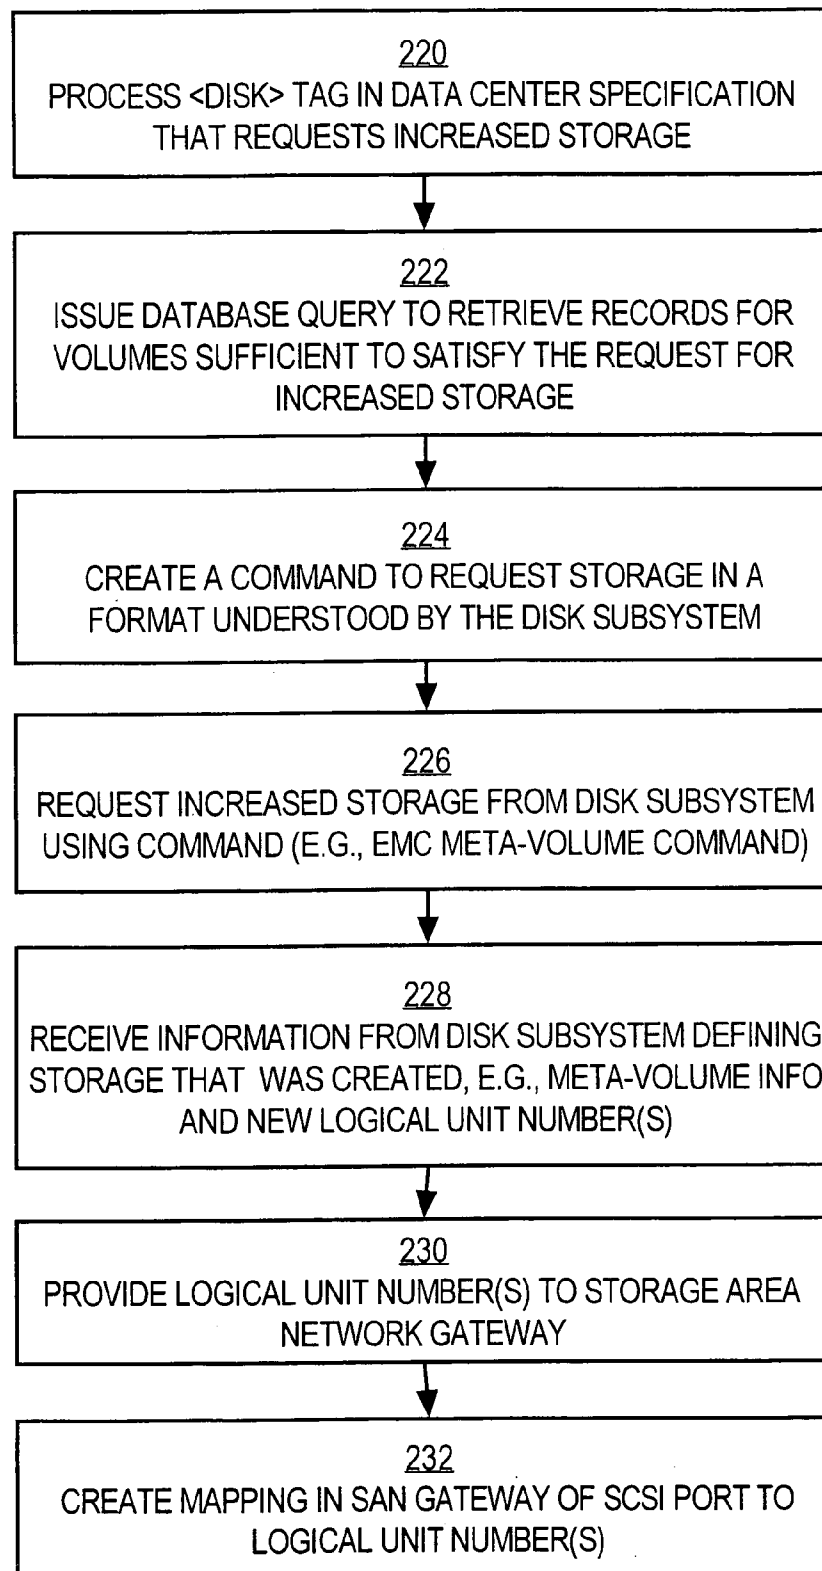 220
PROCESS <DISK> TAG IN DATA CENTER SPECIFICATION
THAT REQUESTS INCREASED STORAGE
222
ISSUE DATABASE QUERY TO RETRIEVE RECORDS FOR
VOLUMES SUFFICIENT TO SATISFY THE REQUEST FOR
INCREASED STORAGE
224
CREATE A COMMAND TO REQUEST STORAGE IN A
FORMAT UNDERSTOOD BY THE DISK SUBSYSTEM
226
REQUEST INCREASED STORAGE FROM DISK SUBSYSTEM
USING COMMAND (E.G., EMC META-VOLUME COMMAND)
228
RECEIVE INFORMATION FROM DISK SUBSYSTEM DEFINING
STORAGE THAT WAS CREATED, E.G., META-VOLUME INFO
AND NEW LOGICAL UNIT NUMBER(S)
230
PROVIDE LOGICAL UNIT NUMBER(S) TO STORAGE AREA
NETWORK GATEWAY
232
CREATE MAPPING IN SAN GATEWAY OF SCSI PORT TO
LOGICAL UNIT NUMBER(S)